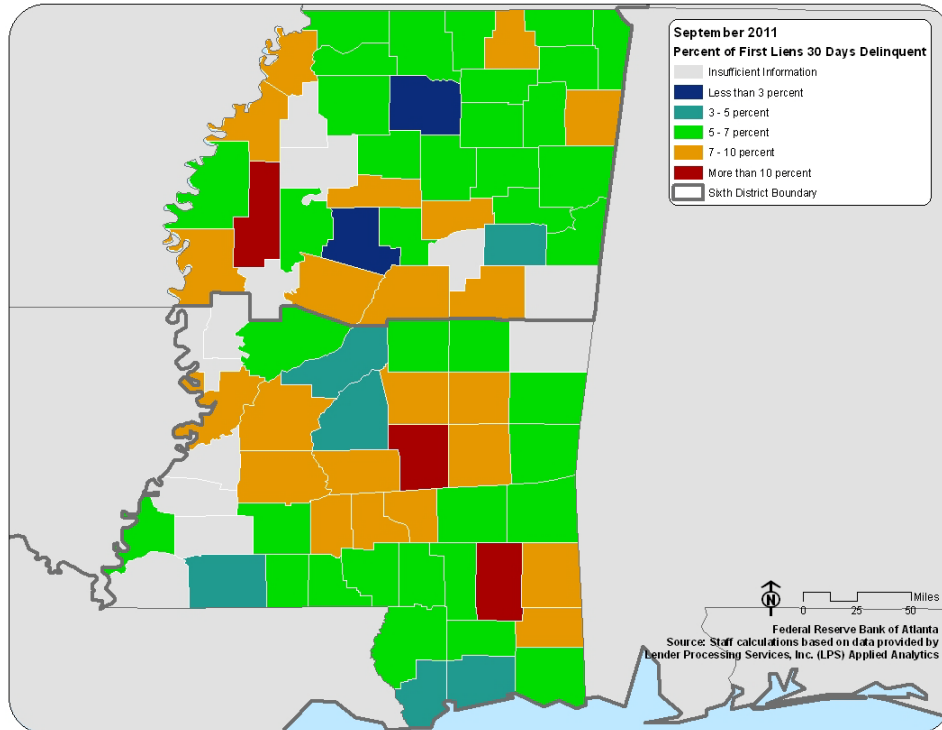 September 2011
Percent of First Liens 30 Days Delinquent
Insufficient Information
Less than 3 percent
3 - 5 percent
5 - 7 percent
7 - 10 percent
More than 10 percent
Sixth District Boundary
N
Miles
0 25 50
Federal Reserve Bank of Atlanta
Source: Staff calculations based on data provided by
Lender Processing Services, Inc. (LPS) Applied Analytics